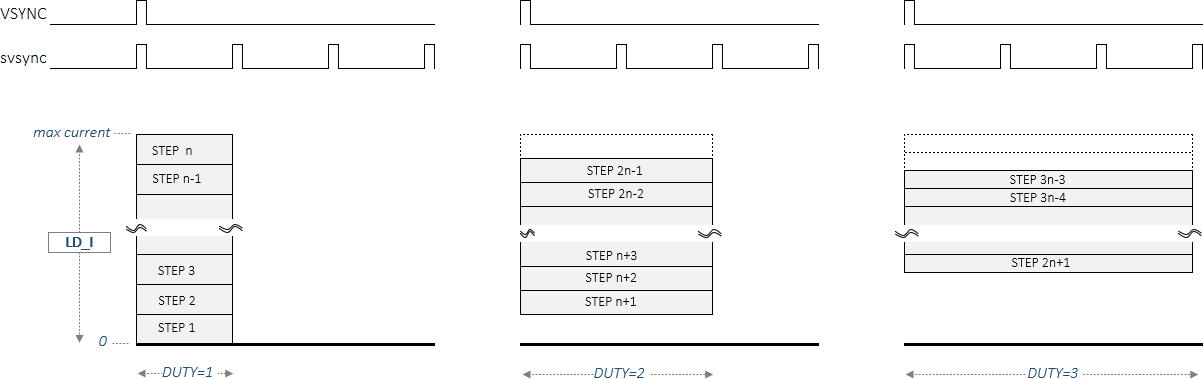 VSYNC
svsync
max current
LD_I
0
STEP n
STEP n-1
STEP 3
STEP 2
STEP 1
DUTY=1
STEP 2n-1
STEP 2n-2
STEP n+3
STEP n+2
STEP n+1
DUTY=2
STEP 3n-3
STEP 3n-4
STEP 2n+1
DUTY=3